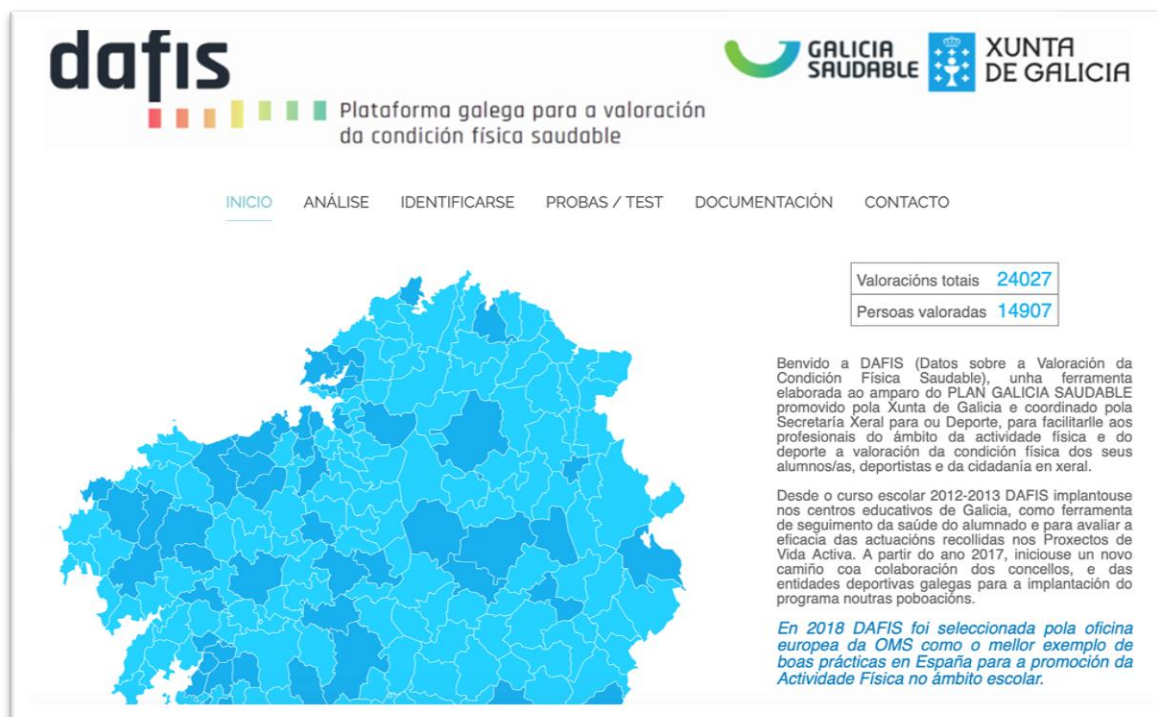 dafis
Plataforma galega para a valoración
da condición física saudable
GALICIA
SAUDABLE
XUNTA
DE GALICIA
INICIO ANÁLISE IDENTIFICARSE PROBAS / TEST DOCUMENTACIÓN CONTACTO
Valoracións totais 24027
Persoas valoradas 14907
Benvido a DAFIS (Datos sobre a Valoración da
Condición Física Saudable), unha ferramenta
elaborada ao amparo do PLAN GALICIA SAUDABLE
promovido pola Xunta de Galicia e coordinado pola
Secretaría Xeral para ou Deporte, para facilitarlle aos
profesionais do ámbito da actividade física e do
deporte a valoración da condición física dos seus
alumnos/as, deportistas e da cidadanía en xeral.
Desde o curso escolar 2012-2013 DAFIS implantouse
nos centros educativos de Galicia, como ferramenta
de seguimento da saúde do alumnado e para avaliar a
eficacia das actuacións recollidas nos Proxectos de
Vida Activa. A partir do ano 2017, iniciouse un novo
camiño coa colaboración dos concellos, e das
entidades deportivas galegas para a implantación do
programa noutras poboacións.
En 2018 DAFIS foi seleccionada pola oficina
europea da OMS como o mellor exemplo de
boas prácticas en España para a promoción da
Actividade Física no ámbito escolar.